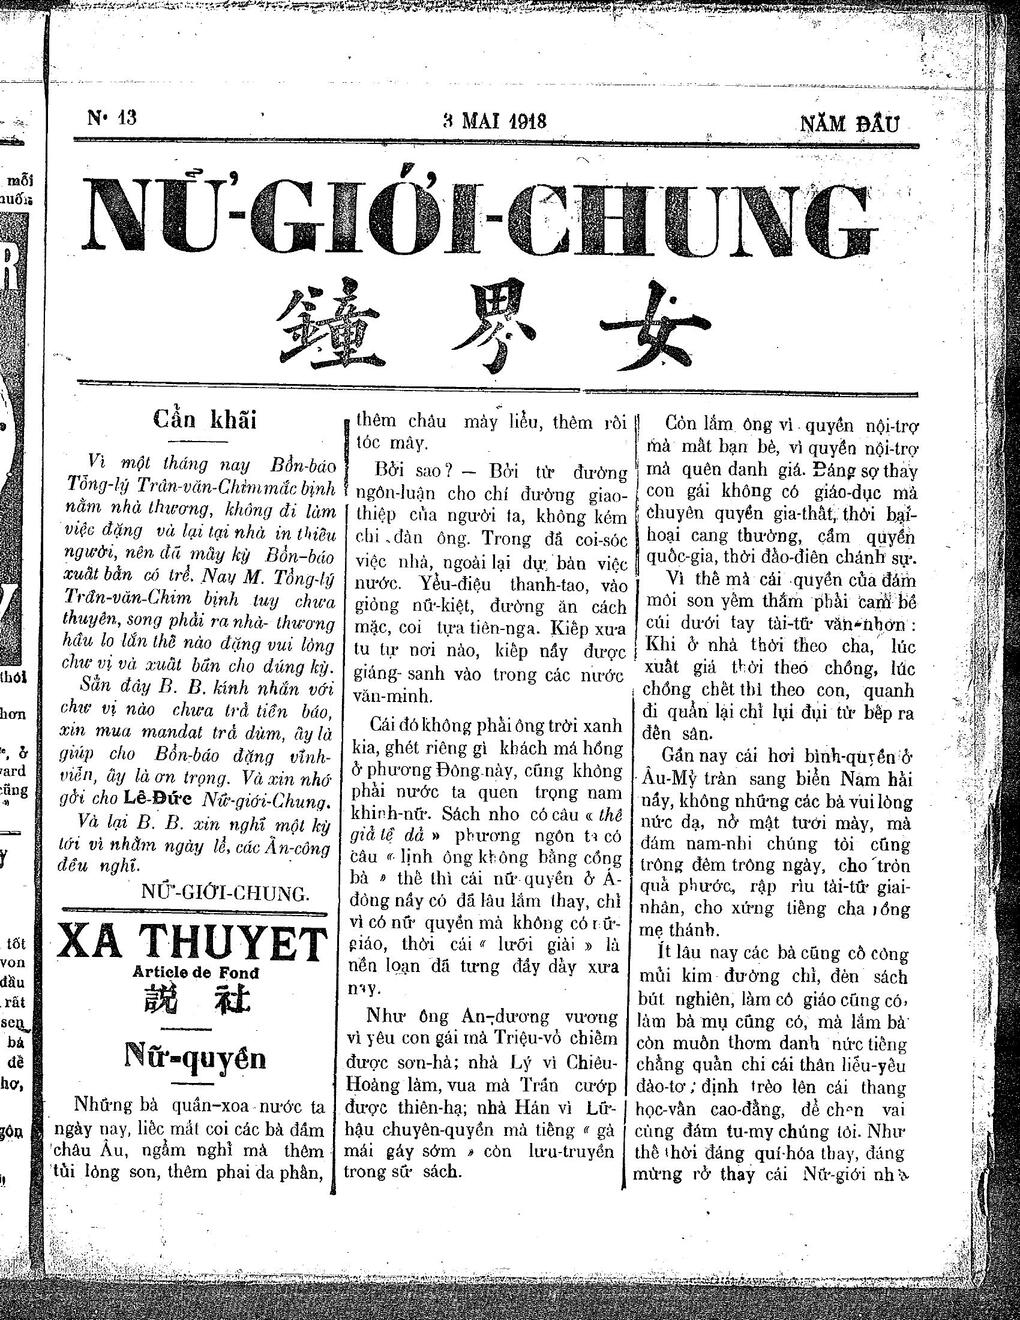 Nº 13
3 MAI 1918
NĂM ĐẦU
NỮ-GIỚI-CHUNG
鐘 界 女
Cẩn khãi
Vì một tháng nay Bổn-báo
Tổng-lý Trần-văn-Chim mắc bịnh
nằm nhà thương, không đi làm
việc đặng và lại tại nhà in thiếu
người, nên đã mấy kỳ Bổn-báo
xuất bản có trể. Nay M. Tổng-lý
Trần-văn-Chim bịnh tuy chưa
thuyên, song phải ra nhà-thương
hầu lo lấn thế nào đặng vui lòng
chư vị và xuất bản cho đúng kỳ.
Sẵn đây B. B. kính nhắn với
chư vị nào chưa trả tiền báo,
xin mua mandat trả dùm, ấy là
giúp cho Bổn-báo đặng vĩnh-
viễn, ấy là ơn trọng. Và xin nhớ
gởi cho Lê-Đức Nữ-giới-Chung.
Và lại B. B. xin nghỉ một kỳ
tới vì nhằm ngày lễ, các Ấn-công
đều nghỉ.
NỮ-GIỚI-CHUNG.
XA THUYET
Article de Fond
説 社
Nữ-quyền
Những bà quần-xoa nước ta
ngày nay, liếc mắt coi các bà đầm
châu Âu, ngầm nghĩ mà thêm
tủi lòng son, thêm phai da phấn,
thêm châu mày liễu, thêm rối
tóc mây.
Bởi sao? — Bởi từ đường
ngôn-luận cho chí đường giao-
thiệp của người ta, không kém
chi đàn ông. Trong đã coi-sóc
việc nhà, ngoài lại dự bàn việc
nước. Yểu-điệu thanh-tao, vào
giòng nữ-kiệt, đường ăn cách
mặc, coi tựa tiên-nga. Kiếp xưa
tu tự nơi nào, kiếp nầy được
giáng-sanh vào trong các nước
văn-minh.
Cái đó không phải ông trời xanh
kia, ghét riêng gì khách má hồng
ở phương Đông này, cũng không
phải nước ta quen trọng nam
khinh-nữ. Sách nho có câu « thê
giả tề dã » phương ngôn ta có
câu « lịnh ông không bằng cồng
bà » thế thì cái nữ quyền ở Á-
đông nầy có đã lâu lắm thay, chỉ
vì có nữ quyền mà không có nữ-
giáo, thời cái « lưỡi giài » là
nền loạn đã tưng đầy dẫy xưa
nay.
Như ông An-dương vương
vì yêu con gái mà Triệu-võ chiếm
được sơn-hà; nhà Lý vì Chiêu-
Hoàng làm, vua mà Trần cướp
được thiên-hạ; nhà Hán vì Lữ-
hậu chuyên-quyền mà tiếng « gà
mái gáy sớm » còn lưu-truyền
trong sử sách.
Còn lắm ông vì quyền nội-trợ
mà mất bạn bè, vì quyền nội-trợ
mà quên danh giá. Đáng sợ thay
con gái không có giáo-dục mà
chuyên quyền gia-thất, thời bại-
hoại cang thường, cầm quyền
quốc-gia, thời đảo-điên chánh sự.
Vì thế mà cái quyền của đám
môi son yếm thắm phải cam bề
cúi dưới tay tài-tử văn-nhơn:
Khi ở nhà thời theo cha, lúc
xuất giá thời theo chồng, lúc
chồng chết thì theo con, quanh
đi quẩn lại chỉ lụi đụi từ bếp ra
đến sân.
Gần nay cái hơi bình-quyền ở
Âu-Mỹ tràn sang biển Nam hải
nầy, không những các bà vui lòng
nức dạ, nở mật tươi mày, mà
đám nam-nhi chúng tôi cũng
trông đêm trông ngày, cho tròn
quả phước, rập rìu tài-tử giai-
nhân, cho xứng tiếng cha rồng
mẹ thánh.
Ít lâu nay các bà cũng cố công
mủi kim đường chỉ, đèn sách
bút nghiên, làm cô giáo cũng có,
làm bà mụ cũng có, mà lắm bà
còn muốn thơm danh nức tiếng
chẳng quản chi cái thân liễu-yếu
đào-tơ; định trèo lên cái thang
học-vấn cao-đẳng, để chen vai
cùng đám tu-my chúng tôi. Như
thế thời đáng quí-hóa thay, đáng
mừng rở thay cái Nữ-giới nhà